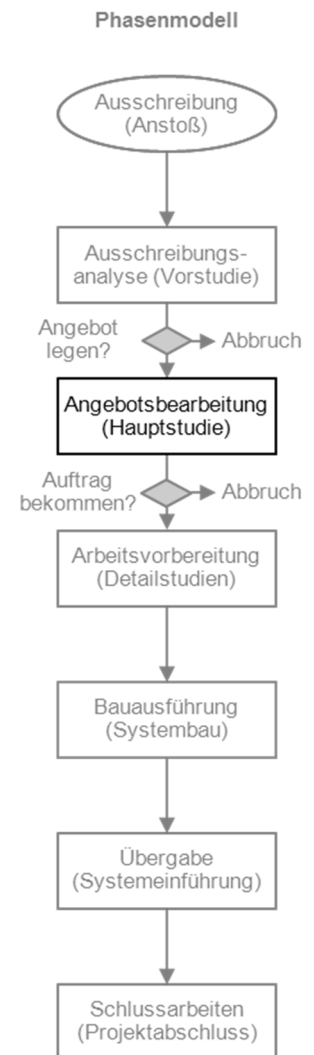 Phasenmodell
Ausschreibung
(Anstoß)
Ausschreibungs-
analyse (Vorstudie)
Angebot
legen?
Abbruch
Angebotsbearbeitung
(Hauptstudie)
Auftrag
bekommen?
Abbruch
Arbeitsvorbereitung
(Detailstudien)
Bauausführung
(Systembau)
Übergabe
(Systemeinführung)
Schlussarbeiten
(Projektabschluss)